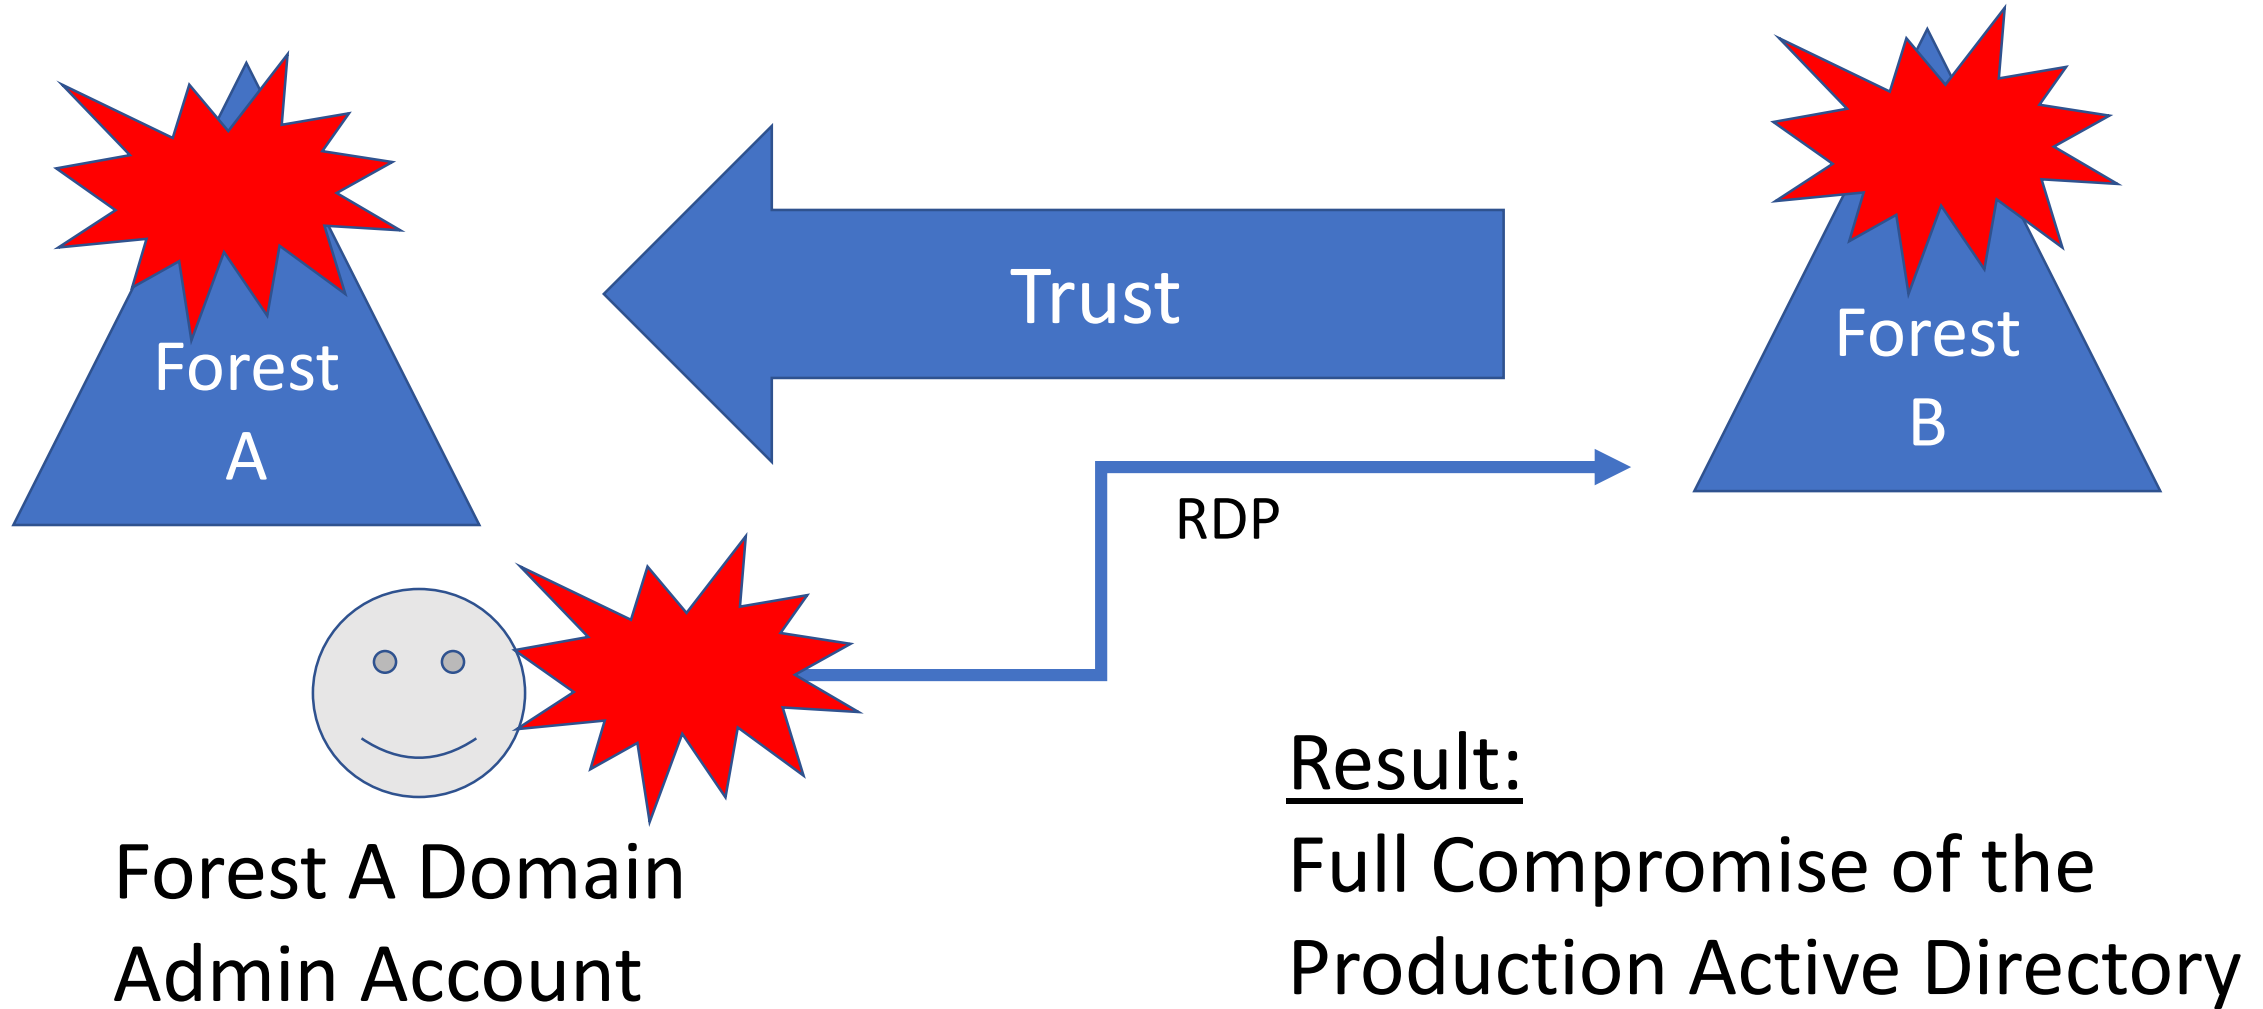 Forest
A
Trust
Forest
B
RDP
Forest A Domain
Admin Account
Result:
Full Compromise of the
Production Active Directory